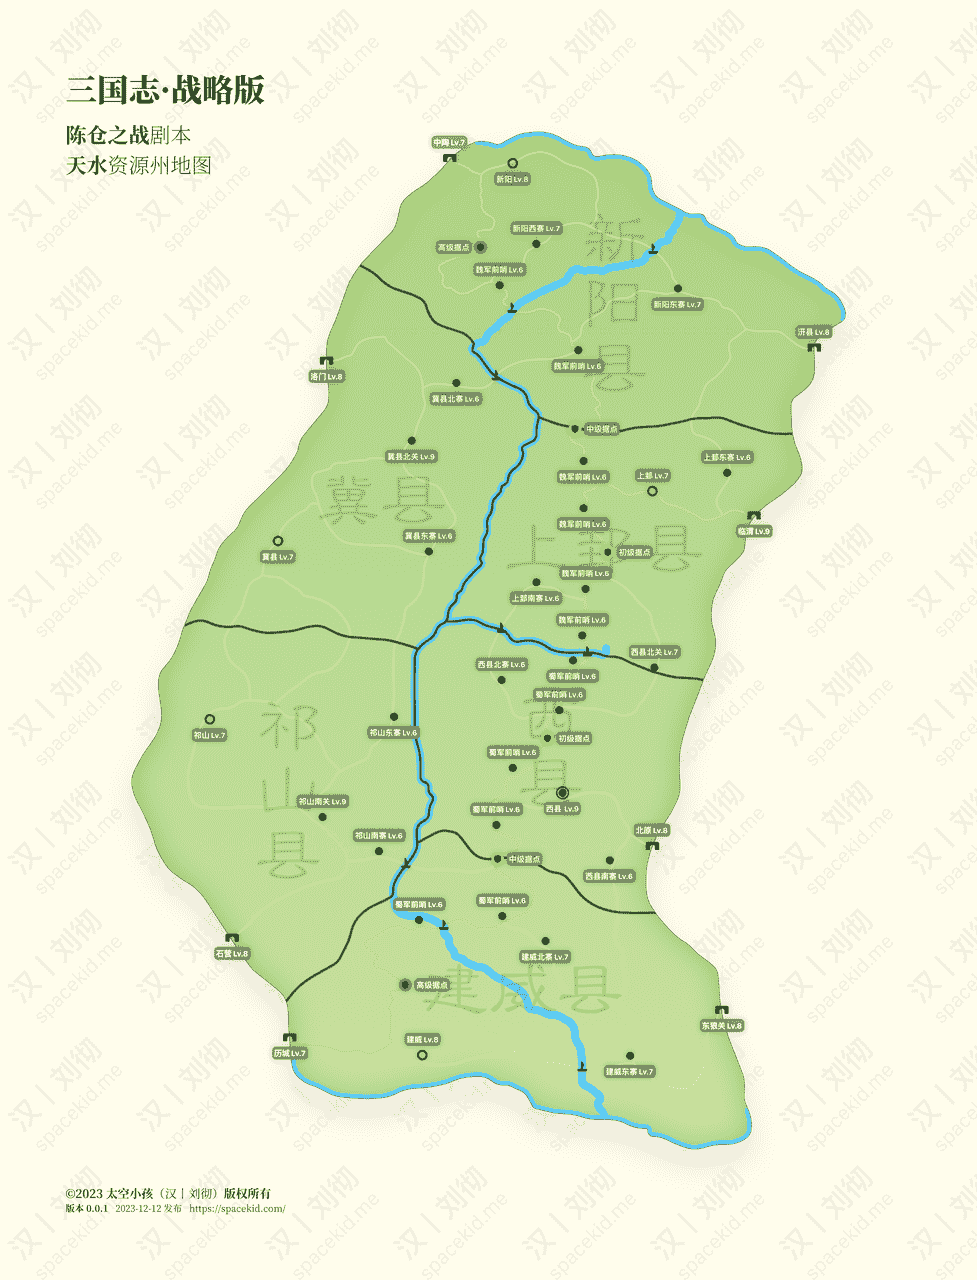 三国志·战略版
陈仓之战剧本
天水资源州地图
中陶 Lv.7
新阳 Lv.8
新阳西寨 Lv.7
高级据点
魏军前哨 Lv.6
新阳县
新阳东寨 Lv.7
沂县 Lv.8
洛门 Lv.8
魏军前哨 Lv.6
冀县北寨 Lv.6
中级据点
冀县北关 Lv.9
上邽东寨 Lv.6
魏军前哨 Lv.6
上邽 Lv.7
冀县
魏军前哨 Lv.6
临渭 Lv.9
冀县东寨 Lv.6
上邽县
初级据点
冀县 Lv.7
魏军前哨 Lv.6
上邽南寨 Lv.6
魏军前哨 Lv.6
西县北关 Lv.7
西县北寨 Lv.6
蜀军前哨 Lv.6
蜀军前哨 Lv.6
祁山 Lv.7
祁山县
祁山东寨 Lv.6
西县
初级据点
蜀军前哨 Lv.6
祁山南关 Lv.9
蜀军前哨 Lv.6
西县 Lv.9
祁山南寨 Lv.6
北原 Lv.8
中级据点
西县南寨 Lv.6
蜀军前哨 Lv.6
蜀军前哨 Lv.6
石营 Lv.8
建威北寨 Lv.7
高级据点
建威县
东狼关 Lv.8
历城 Lv.7
建威 Lv.8
建威东寨 Lv.7
©2023 太空小孩（汉丨刘彻）版权所有
版本 0.0.1 2023-12-12 发布 https://spacekid.com/
汉丨刘彻
spacekid.me